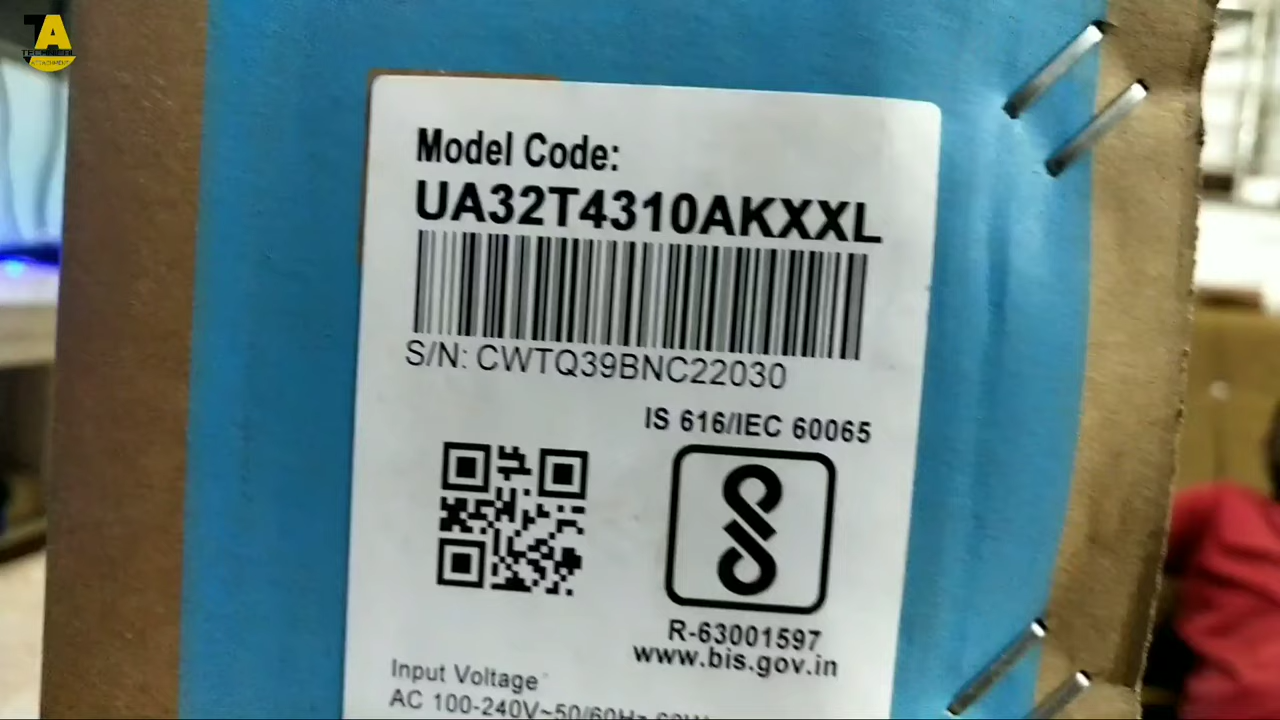 Model Code:
UA32T4310AKXXL
S/N: CWTQ39BNC22030
IS 616/IEC 60065
R-63001597
www.bis.gov.in
Input Voltage
AC 100-240V~50/60Hz